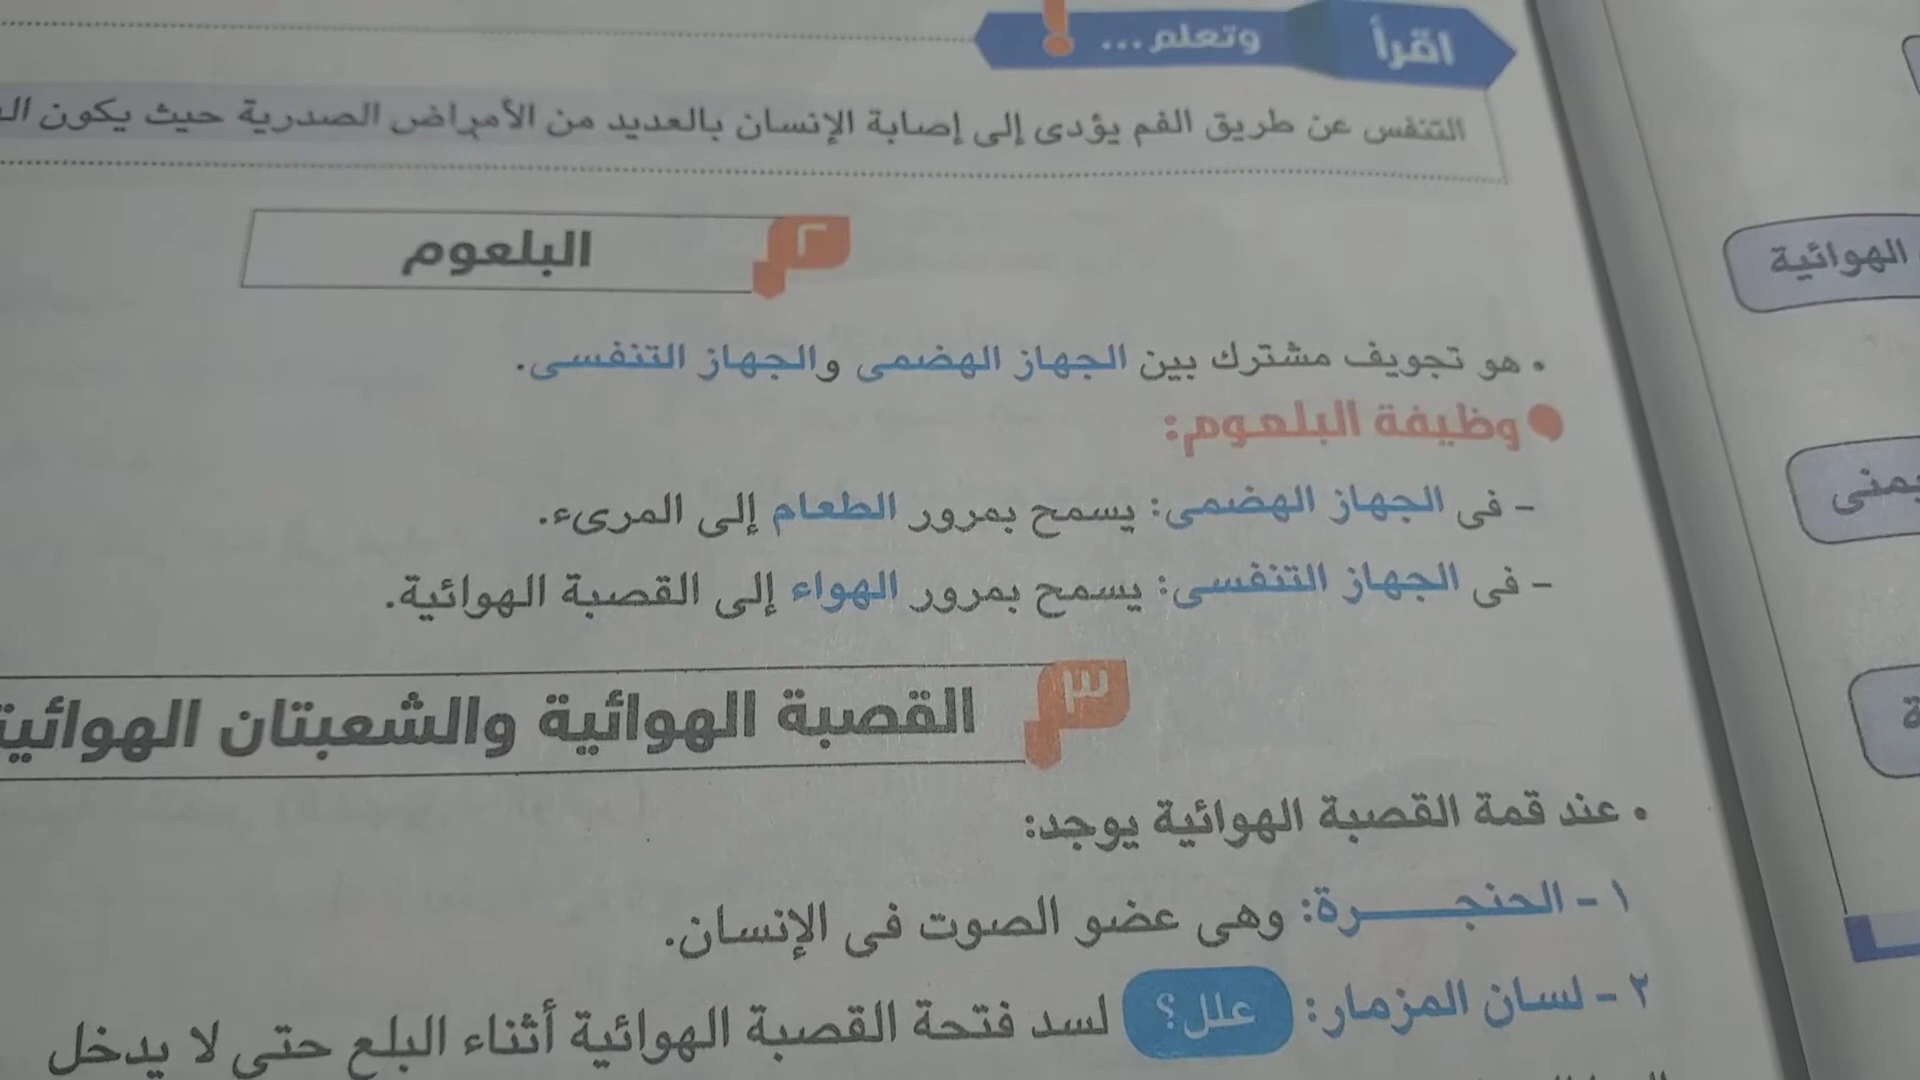 اقرأ وتعلم...!
التنفس عن طريق الفم يؤدى إلى إصابة الإنسان بالعديد من الأمراض الصدرية حيث يكون
٢ البلعوم
• هو تجويف مشترك بين الجهاز الهضمى والجهاز التنفسى.
وظيفة البلعوم:
- فى الجهاز الهضمى: يسمح بمرور الطعام إلى المرىء.
- فى الجهاز التنفسى: يسمح بمرور الهواء إلى القصبة الهوائية.
٣ القصبة الهوائية والشعبتان
• عند قمة القصبة الهوائية يوجد:
١ - الحنجـــــرة: وهى عضو الصوت فى الإنسان.
٢ - لسان المزمار: علل؟ لسد فتحة القصبة الهوائية أثناء البلع حتى لا يدخل
الهوائية